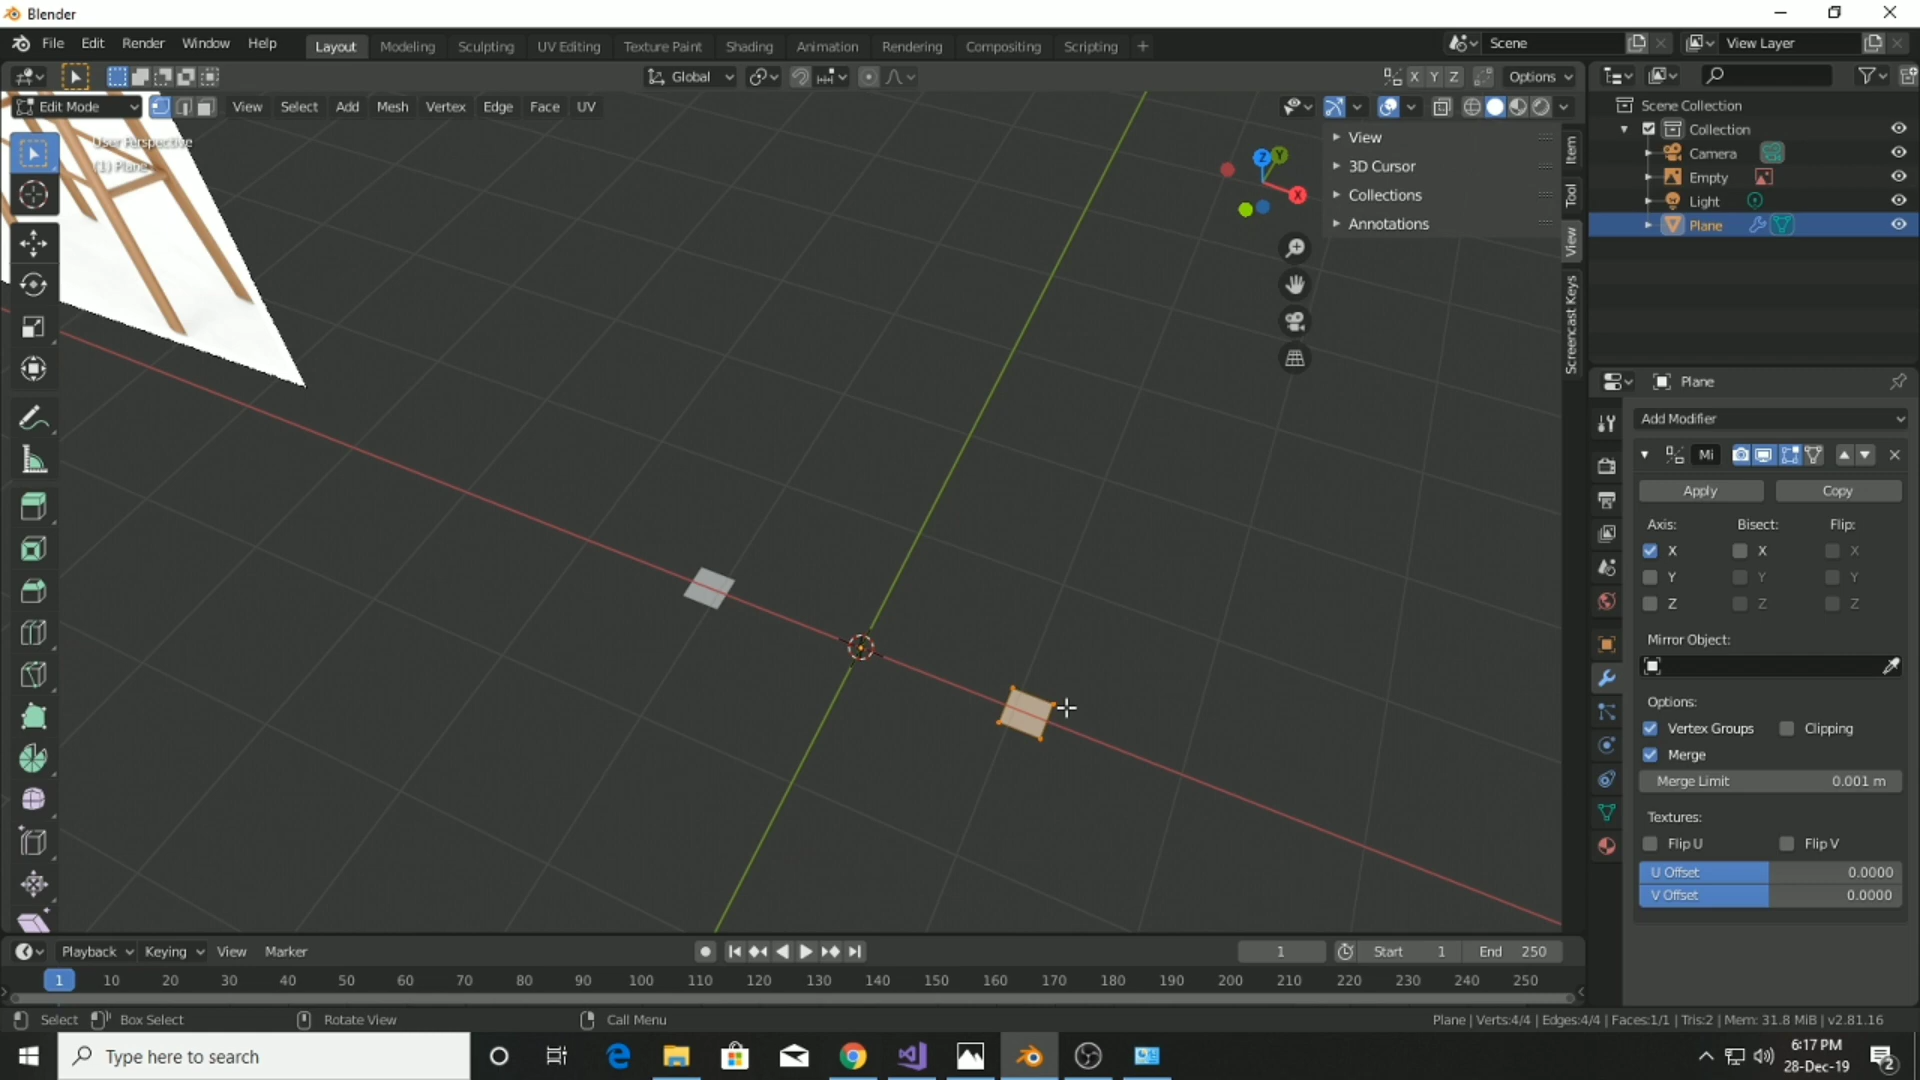 Blender
File Edit Render Window Help Layout Modeling Sculpting UV Editing Texture Paint Shading Animation Rendering Compositing Scripting + Scene View Layer
Global X Y Z Options
Edit Mode View Select Add Mesh Vertex Edge Face UV
User Perspective
(1) Plane
Z Y X
View
3D Cursor
Collections
Annotations
Item
Tool
View
Screencast Keys
Scene Collection
Collection
Camera
Empty
Light
Plane
Plane
Add Modifier
Mi
Apply Copy
Axis: Bisect: Flip:
X X X
Y Y Y
Z Z Z
Mirror Object:
Options:
Vertex Groups Clipping
Merge
Merge Limit 0.001 m
Textures:
Flip U Flip V
U Offset 0.0000
V Offset 0.0000
Playback Keying View Marker 1 Start 1 End 250
1 10 20 30 40 50 60 70 80 90 100 110 120 130 140 150 160 170 180 190 200 210 220 230 240 250
Select Box Select Rotate View Call Menu Plane | Verts:4/4 | Edges:4/4 | Faces:1/1 | Tris:2 | Mem: 31.8 MiB | v2.81.16
Type here to search
6:17 PM
28-Dec-19
2